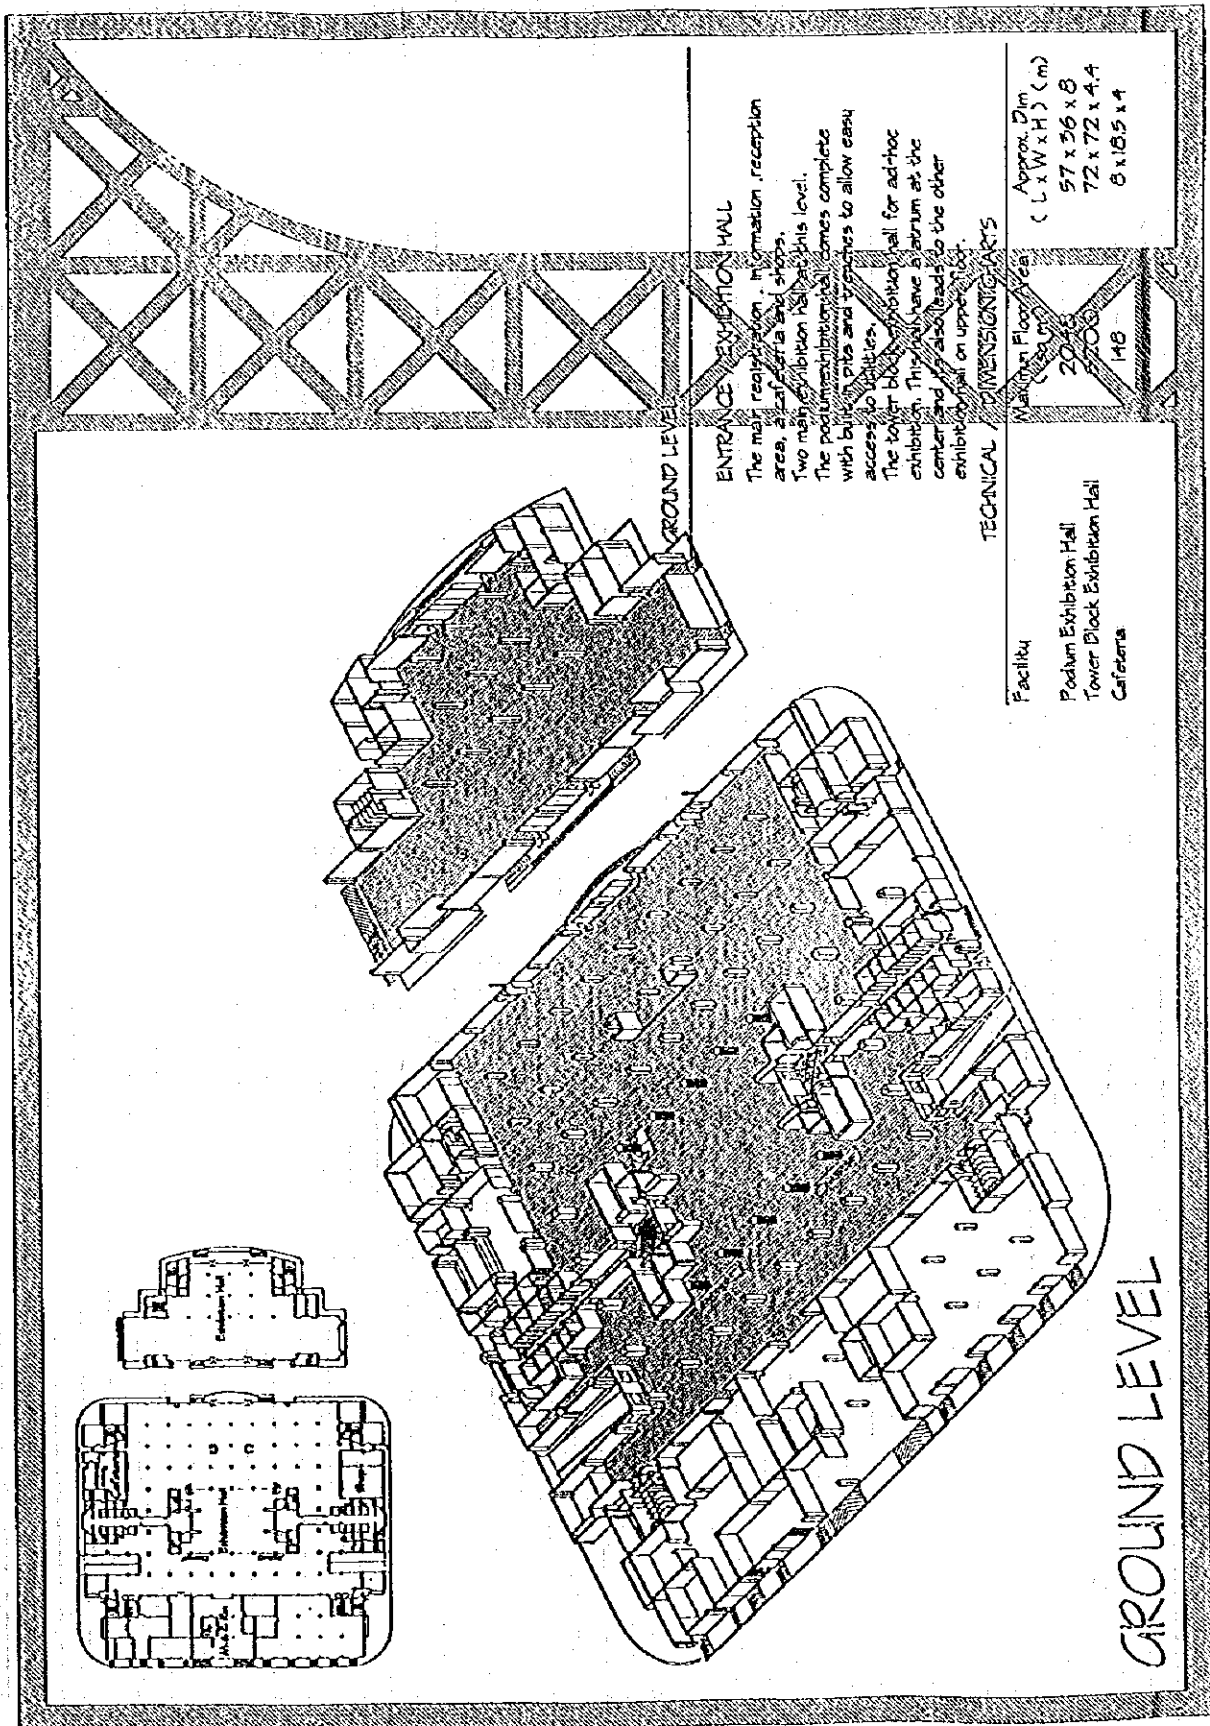 GROUND LEVEL
ENTRANCE / EXHIBITION HALL
The main registration, information, reception
area, a cafeteria and shops.
Two main exhibition hall at this level.
The podium exhibition hall comes complete
with built-in pits and trenches to allow easy
access to utilities.
The tower block exhibition hall for ad-hoc
exhibition. This hall have a atrium at the
center and its also leads to the other
exhibition hall on upper floor.
TECHNICAL / DIMENSION CHARTS
Facility Maximum Floor Area Approx. Dim
(sq.m) (L x W x H) (m)
Podium Exhibition Hall 2048 57 x 36 x 8
Tower Block Exhibition Hall 5200 72 x 72 x 4.4
Cafeteria 148 8 x 18.5 x 4
Exhibition Hall
Exhibition Hall
D C
GROUND LEVEL